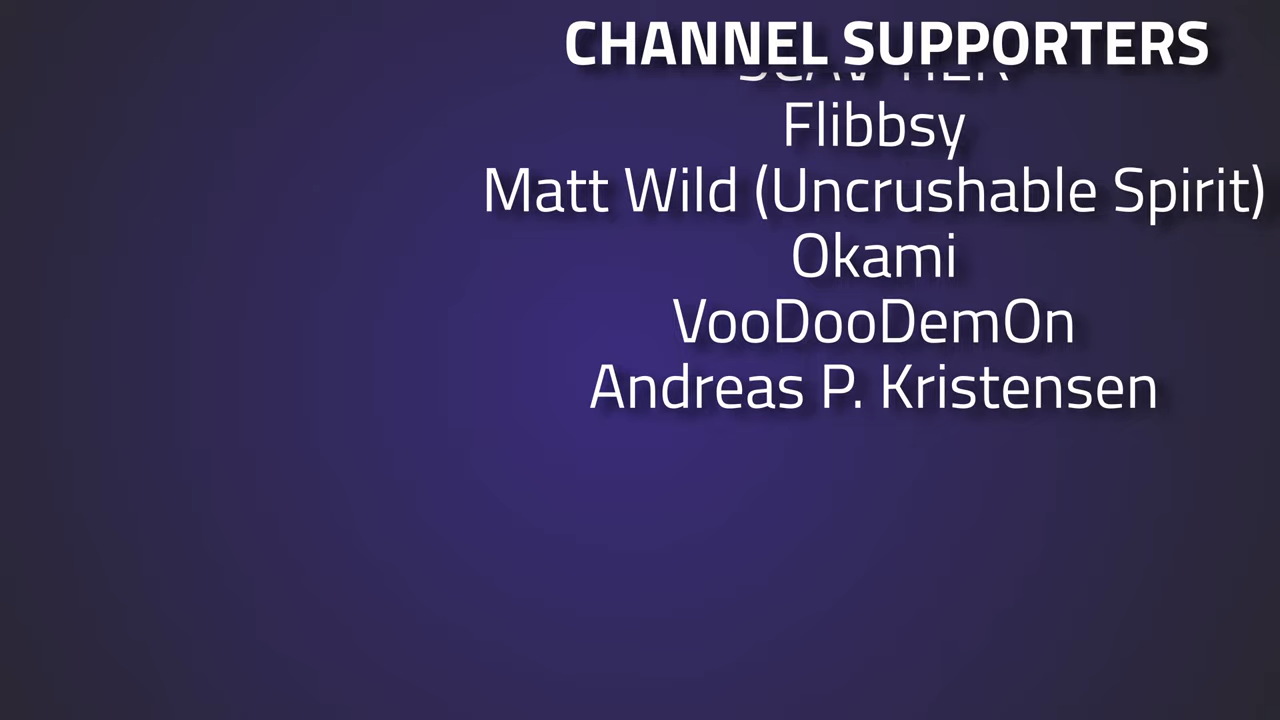 CHANNEL SUPPORTERS
Flibbsy
Matt Wild (Uncrushable Spirit)
Okami
VooDooDemOn
Andreas P. Kristensen